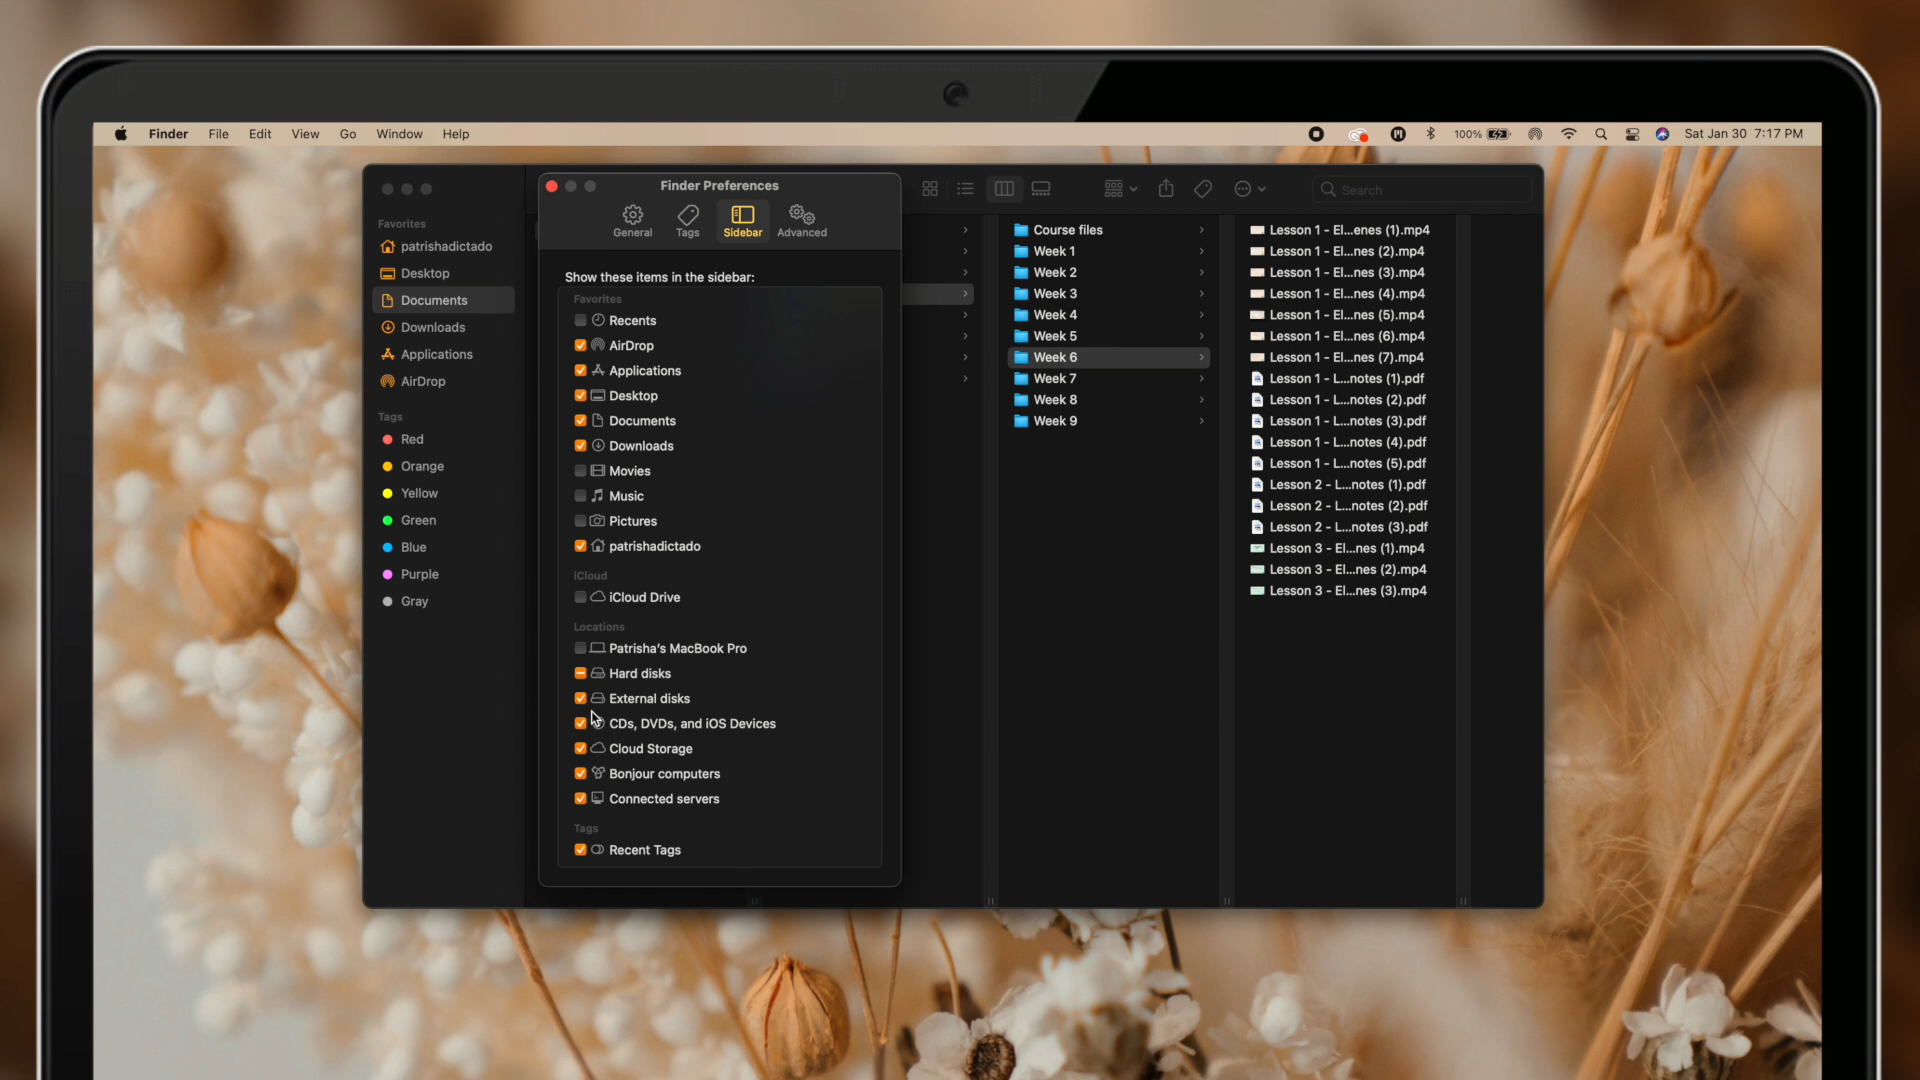 Finder File Edit View Go Window Help
100% Sat Jan 30 7:17 PM
Favorites
patrishadictado
Desktop
Documents
Downloads
Applications
AirDrop
Tags
Red
Orange
Yellow
Green
Blue
Purple
Gray
Finder Preferences
General Tags Sidebar Advanced
Show these items in the sidebar:
Favorites
Recents
AirDrop
Applications
Desktop
Documents
Downloads
Movies
Music
Pictures
patrishadictado
iCloud
iCloud Drive
Locations
Patrisha's MacBook Pro
Hard disks
External disks
CDs, DVDs, and iOS Devices
Cloud Storage
Bonjour computers
Connected servers
Tags
Recent Tags
Search
Course files
Week 1
Week 2
Week 3
Week 4
Week 5
Week 6
Week 7
Week 8
Week 9
Lesson 1 - El...enes (1).mp4
Lesson 1 - El...nes (2).mp4
Lesson 1 - El...nes (3).mp4
Lesson 1 - El...nes (4).mp4
Lesson 1 - El...nes (5).mp4
Lesson 1 - El...nes (6).mp4
Lesson 1 - El...nes (7).mp4
Lesson 1 - L...notes (1).pdf
Lesson 1 - L...notes (2).pdf
Lesson 1 - L...notes (3).pdf
Lesson 1 - L...notes (4).pdf
Lesson 1 - L...notes (5).pdf
Lesson 2 - L...notes (1).pdf
Lesson 2 - L...notes (2).pdf
Lesson 2 - L...notes (3).pdf
Lesson 3 - El...nes (1).mp4
Lesson 3 - El...nes (2).mp4
Lesson 3 - El...nes (3).mp4